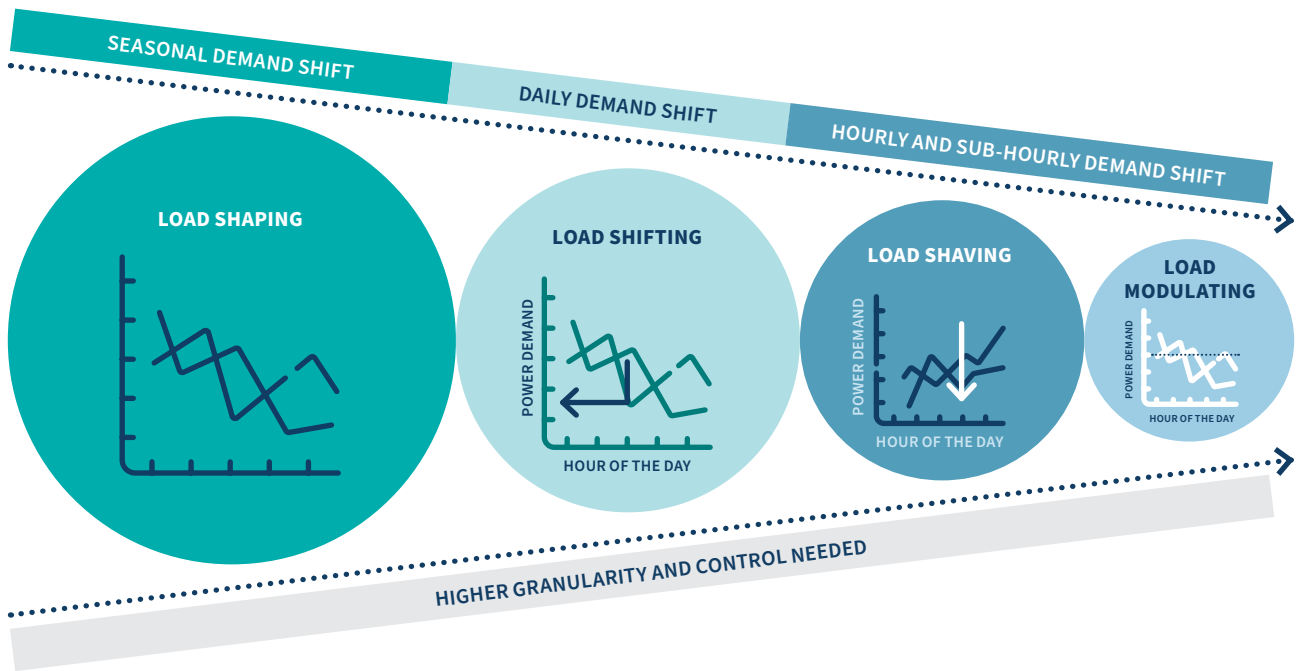 SEASONAL DEMAND SHIFT
DAILY DEMAND SHIFT
HOURLY AND SUB-HOURLY DEMAND SHIFT
LOAD SHAPING
LOAD SHIFTING
POWER DEMAND
HOUR OF THE DAY
LOAD SHAVING
POWER DEMAND
HOUR OF THE DAY
LOAD
MODULATING
POWER DEMAND
HOUR OF THE DAY
HIGHER GRANULARITY AND CONTROL NEEDED